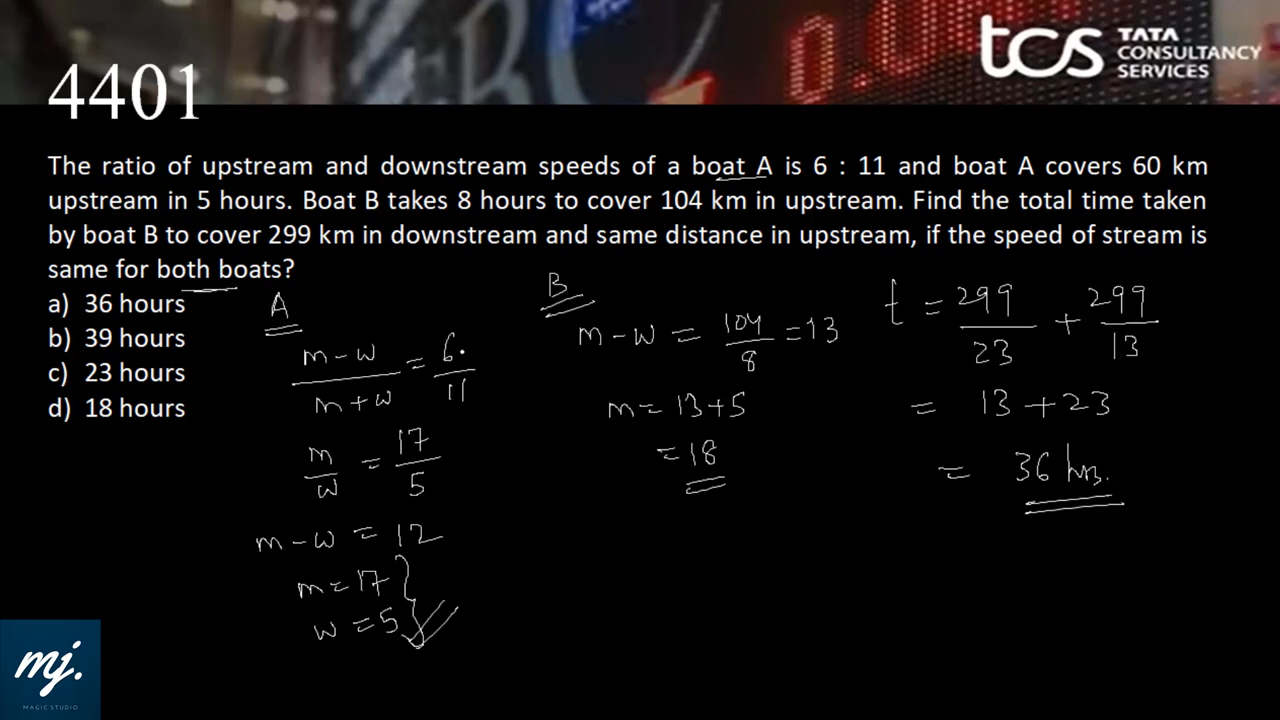 tcs TATA
CONSULTANCY
SERVICES
4401
The ratio of upstream and downstream speeds of a boat A is 6 : 11 and boat A covers 60 km
upstream in 5 hours. Boat B takes 8 hours to cover 104 km in upstream. Find the total time taken
by boat B to cover 299 km in downstream and same distance in upstream, if the speed of stream is
same for both boats?
a) 36 hours
b) 39 hours
c) 23 hours
d) 18 hours
A
m-w / m+w = 6 / 11
m / w = 17 / 5
m-w = 12
m = 17
w = 5
B
m-w = 104 / 8 = 13
m = 13+5
= 18
t = 299 / 23 + 299 / 13
= 13 + 23
= 36 hrs.
mj.
MAGIC STUDIO